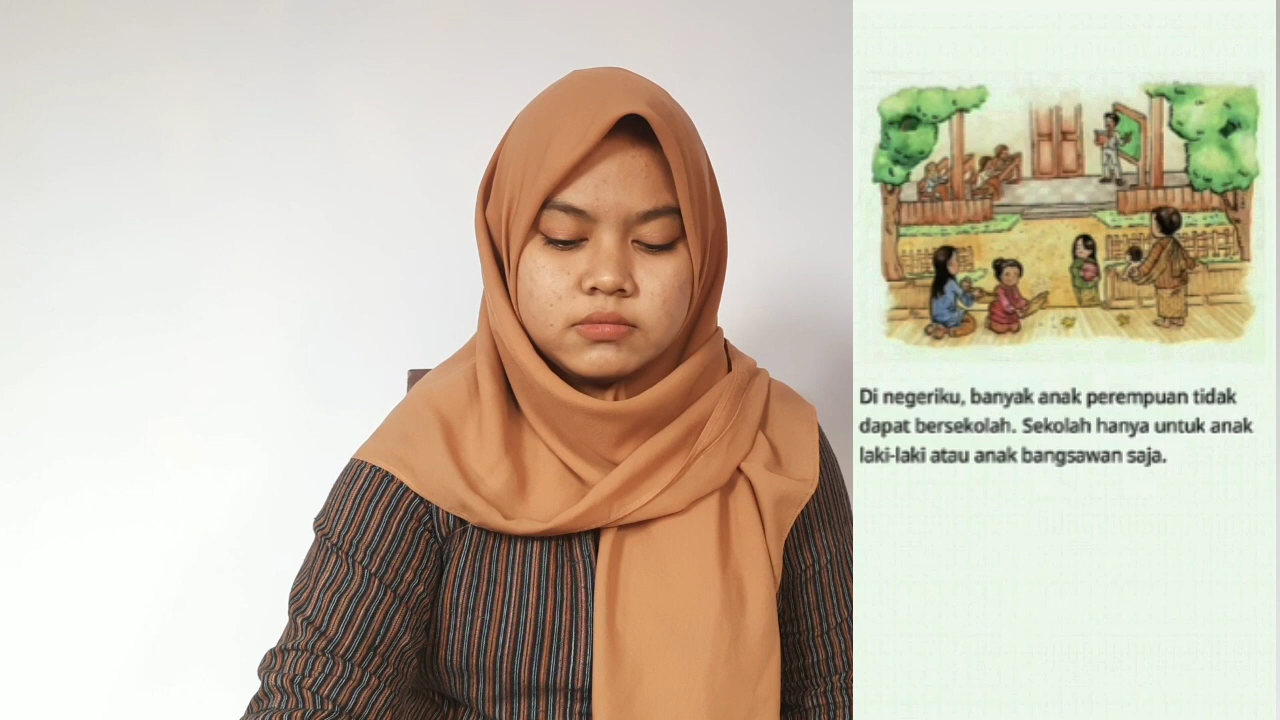 Di negeriku, banyak anak perempuan tidak
dapat bersekolah. Sekolah hanya untuk anak
laki-laki atau anak bangsawan saja.